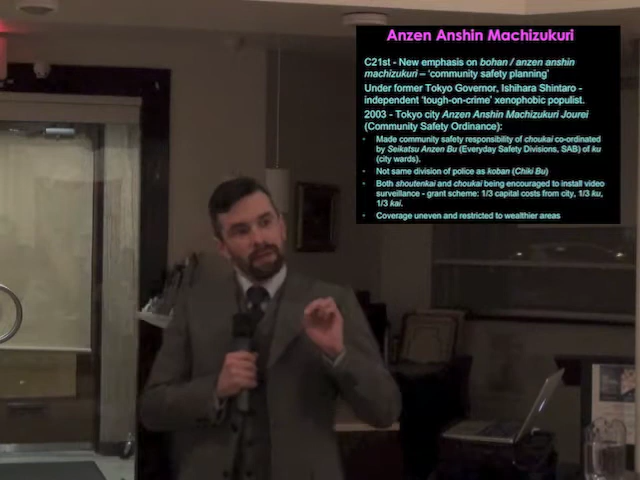 Anzen Anshin Machizukuri
C21st - New emphasis on bohan / anzen anshin
machizukuri – 'community safety planning'
Under former Tokyo Governor, Ishihara Shintaro -
independent 'tough-on-crime' xenophobic populist.
2003 - Tokyo city Anzen Anshin Machizukuri Jourei
(Community Safety Ordinance):
• Made community safety responsibility of choukai co-ordinated
by Seikatsu Anzen Bu (Everyday Safety Divisions, SAB) of ku
(city wards).
• Not same division of police as koban (Chiki Bu)
• Both shoutenkai and choukai being encouraged to install video
surveillance - grant scheme: 1/3 capital costs from city, 1/3 ku,
1/3 kai.
• Coverage uneven and restricted to wealthier areas